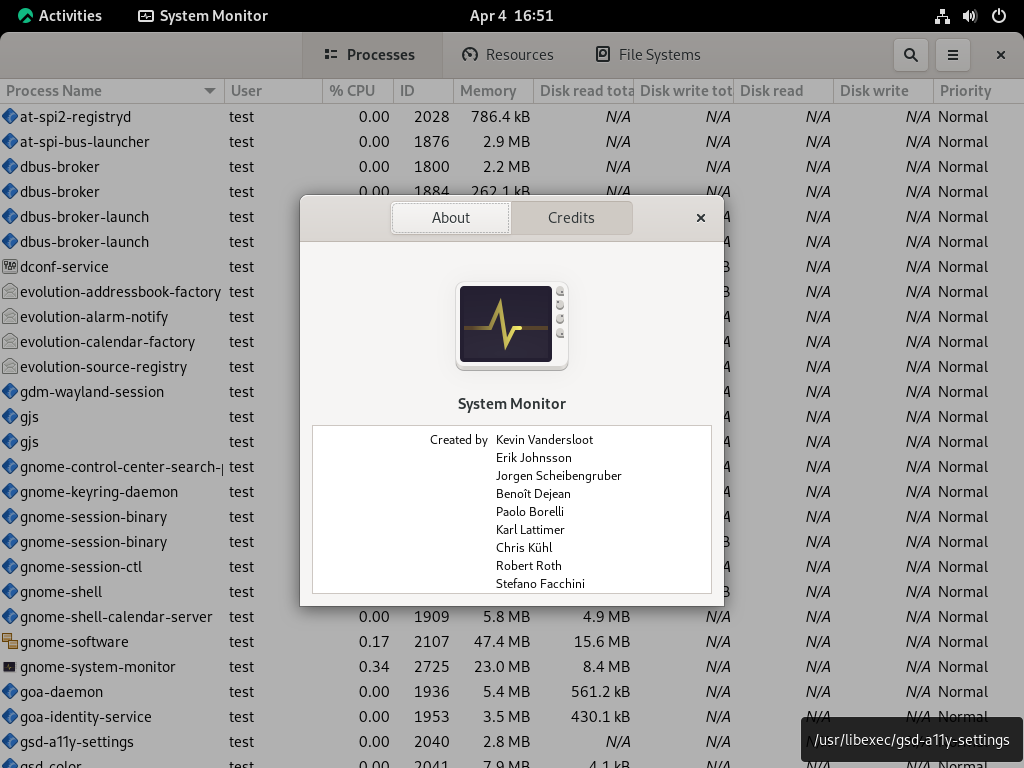 Activities System Monitor Apr 4 16:51
Processes Resources File Systems
Process Name User % CPU ID Memory Disk read tota Disk write tot Disk read Disk write Priority
at-spi2-registryd test 0.00 2028 786.4 kB N/A N/A N/A N/A Normal
at-spi-bus-launcher test 0.00 1876 2.9 MB N/A N/A N/A N/A Normal
dbus-broker test 0.00 1800 2.2 MB N/A N/A N/A N/A Normal
dbus-broker test 0.00 1884 262.1 kB N/A N/A N/A N/A Normal
dbus-broker-launch test N/A N/A Normal
dbus-broker-launch test N/A N/A Normal
dconf-service test N/A N/A Normal
evolution-addressbook-factory test N/A N/A Normal
evolution-alarm-notify test N/A N/A Normal
evolution-calendar-factory test N/A N/A Normal
evolution-source-registry test N/A N/A Normal
gdm-wayland-session test N/A N/A Normal
gjs test N/A N/A Normal
gjs test N/A N/A Normal
gnome-control-center-search- test N/A N/A Normal
gnome-keyring-daemon test N/A N/A Normal
gnome-session-binary test N/A N/A Normal
gnome-session-binary test N/A N/A Normal
gnome-session-ctl test N/A N/A Normal
gnome-shell test N/A N/A Normal
gnome-shell-calendar-server test 0.00 1909 5.8 MB 4.9 MB N/A N/A N/A Normal
gnome-software test 0.17 2107 47.4 MB 15.6 MB N/A N/A N/A Normal
gnome-system-monitor test 0.34 2725 23.0 MB 8.4 MB N/A N/A N/A Normal
goa-daemon test 0.00 1936 5.4 MB 561.2 kB N/A N/A N/A Normal
goa-identity-service test 0.00 1953 3.5 MB 430.1 kB N/A N/A N/A Normal
gsd-a11y-settings test 0.00 2040 2.8 MB N/A N/A
gsd-color test 0.00 2041 7.9 MB 4.1 kB N/A N/A N/A Normal
About Credits
System Monitor
Created by Kevin Vandersloot
Erik Johnsson
Jorgen Scheibengruber
Benoît Dejean
Paolo Borelli
Karl Lattimer
Chris Kühl
Robert Roth
Stefano Facchini
/usr/libexec/gsd-a11y-settings